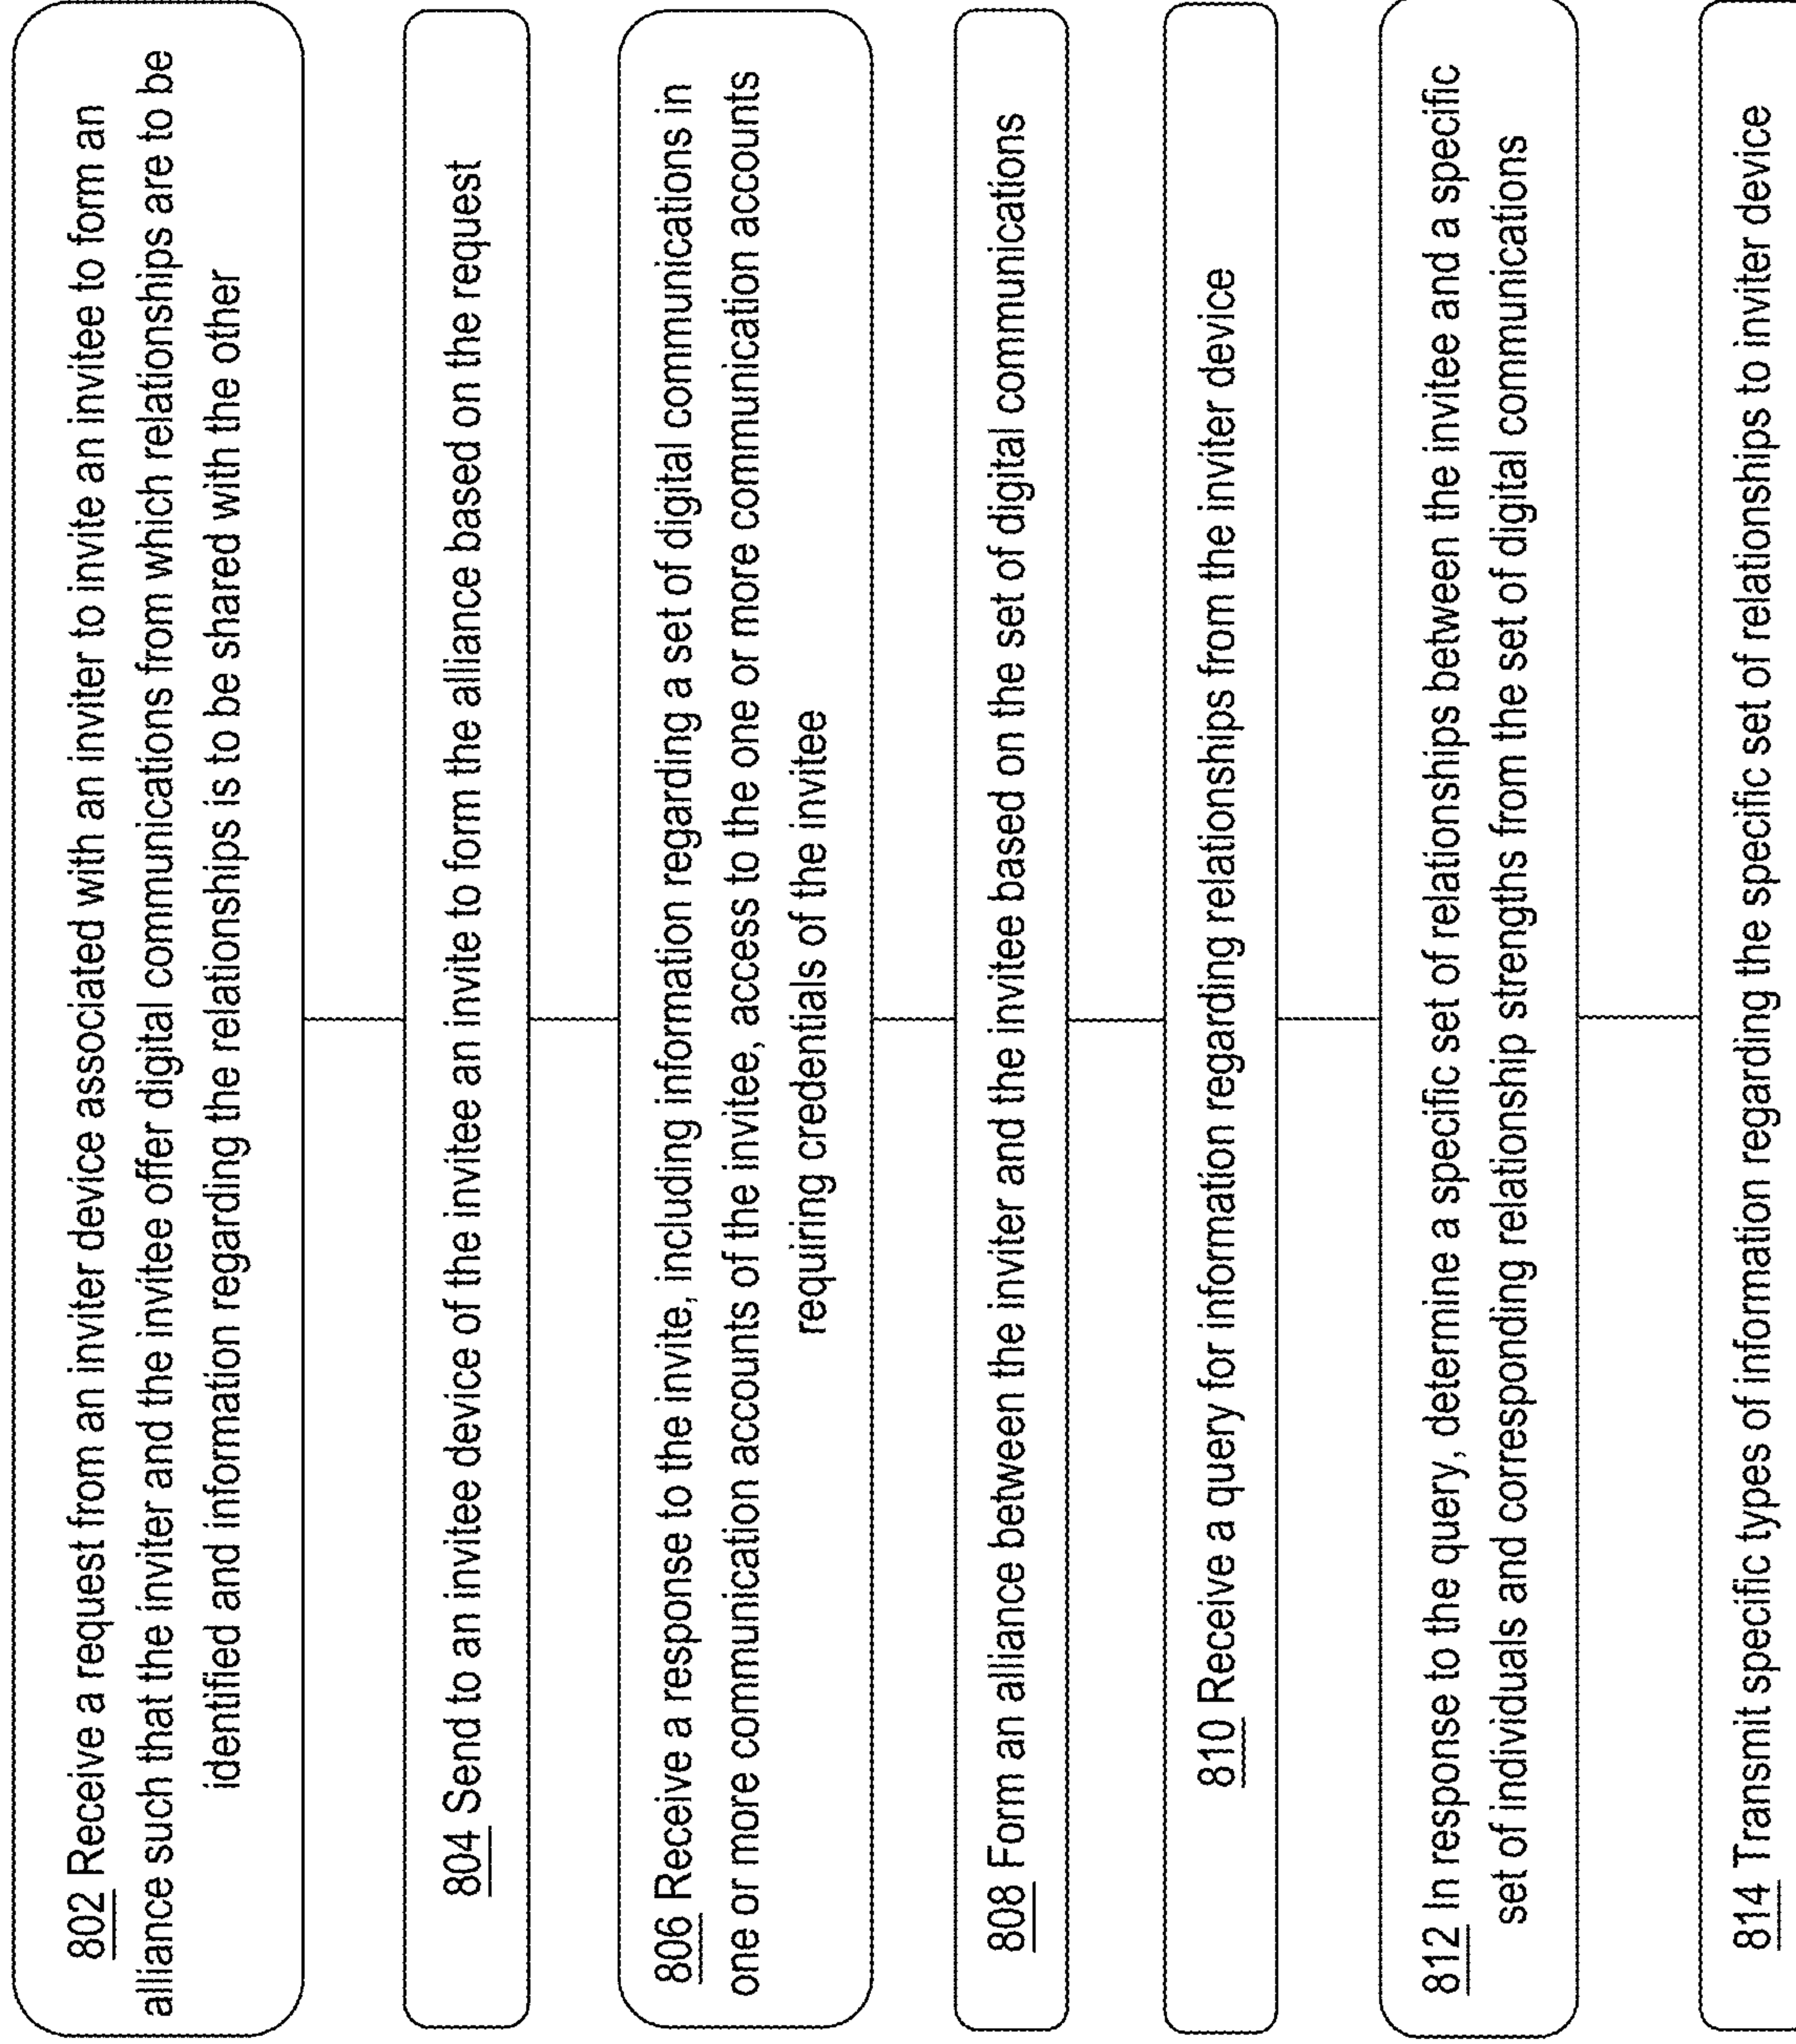 802 Receive a request from an inviter device associated with an inviter to invite an invitee to form an
alliance such that the inviter and the invitee offer digital communications from which relationships are to be
identified and information regarding the relationships is to be shared with the other
804 Send to an invitee device of the invitee an invite to form the alliance based on the request
806 Receive a response to the invite, including information regarding a set of digital communications in
one or more communication accounts of the invitee, access to the one or more communication accounts
requiring credentials of the invitee
808 Form an alliance between the inviter and the invitee based on the set of digital communications
810 Receive a query for information regarding relationships from the inviter device
812 In response to the query, determine a specific set of relationships between the invitee and a specific
set of individuals and corresponding relationship strengths from the set of digital communications
814 Transmit specific types of information regarding the specific set of relationships to inviter device